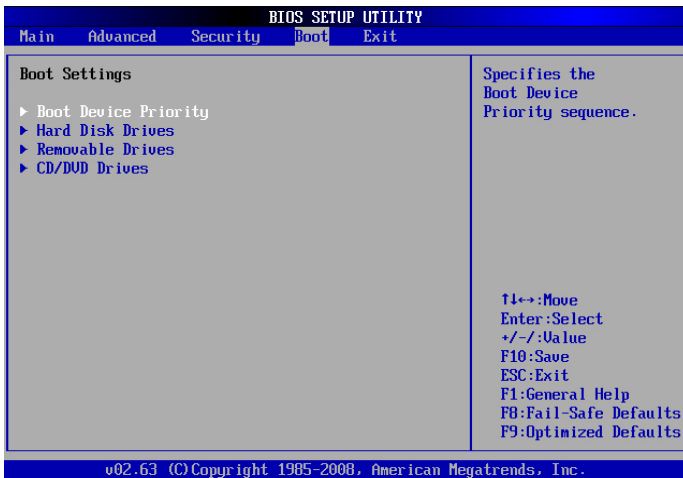 BIOS SETUP UTILITY
Main Advanced Security Boot Exit
Boot Settings
▶ Boot Device Priority
▶ Hard Disk Drives
▶ Removable Drives
▶ CD/DVD Drives
Specifies the
Boot Device
Priority sequence.
↑↓←→:Move
Enter:Select
+/-/:Value
F10:Save
ESC:Exit
F1:General Help
F8:Fail-Safe Defaults
F9:Optimized Defaults
v02.63 (C)Copyright 1985-2008, American Megatrends, Inc.